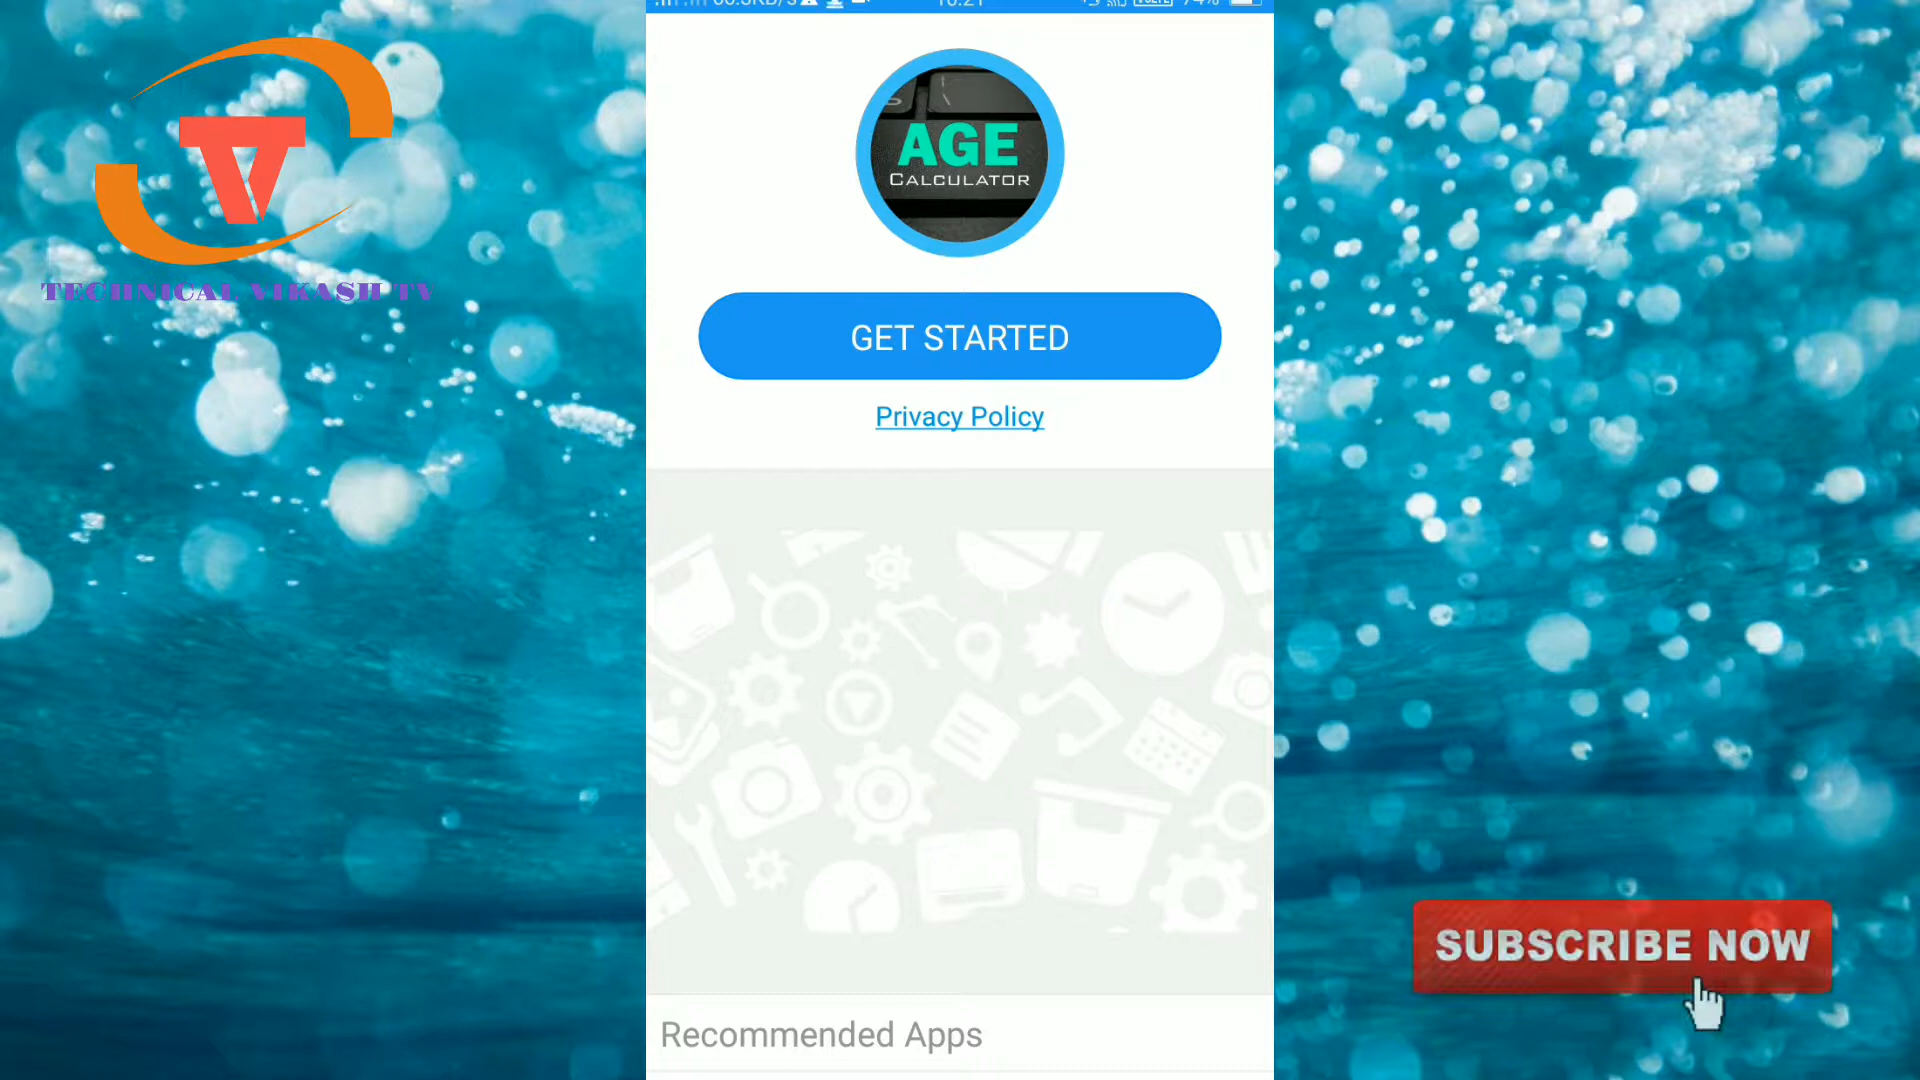 TECHNICAL VIKASH TV
AGE
CALCULATOR
GET STARTED
Privacy Policy
Recommended Apps
SUBSCRIBE NOW